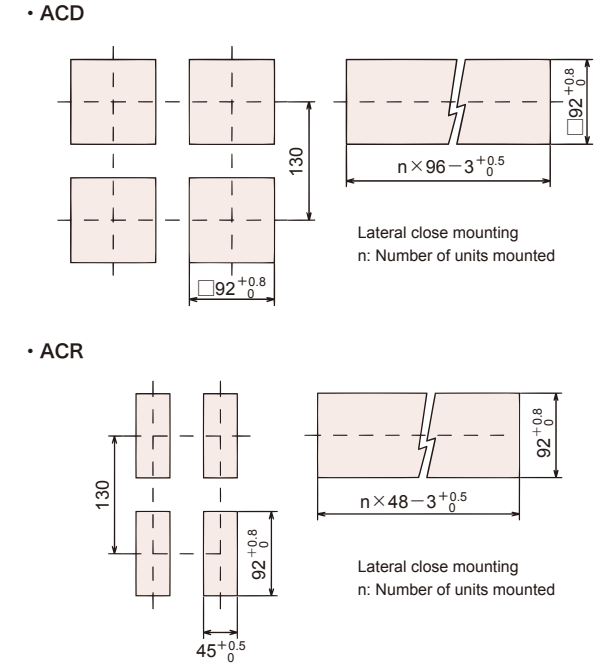 ・ACD
130
□92 +0.8 0
□92 +0.8 0
n×96−3 +0.5 0
Lateral close mounting
n: Number of units mounted
・ACR
130
92 +0.8 0
45 +0.5 0
92 +0.8 0
n×48−3 +0.5 0
Lateral close mounting
n: Number of units mounted